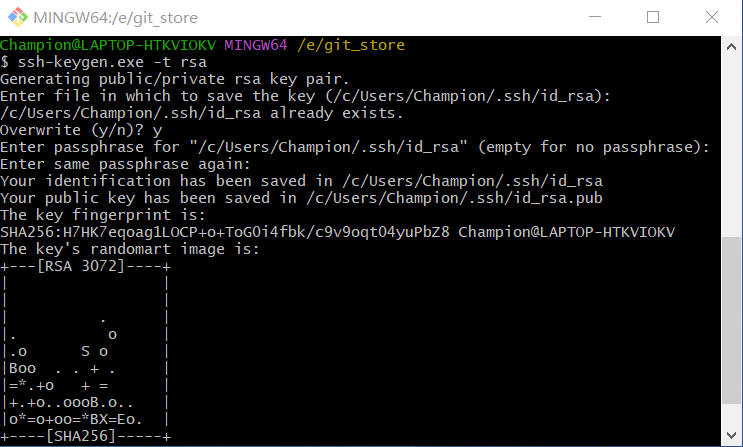 MINGW64:/e/git_store
Champion@LAPTOP-HTKVIOKV MINGW64 /e/git_store
$ ssh-keygen.exe -t rsa
Generating public/private rsa key pair.
Enter file in which to save the key (/c/Users/Champion/.ssh/id_rsa):
/c/Users/Champion/.ssh/id_rsa already exists.
Overwrite (y/n)? y
Enter passphrase for "/c/Users/Champion/.ssh/id_rsa" (empty for no passphrase):
Enter same passphrase again:
Your identification has been saved in /c/Users/Champion/.ssh/id_rsa
Your public key has been saved in /c/Users/Champion/.ssh/id_rsa.pub
The key fingerprint is:
SHA256:H7HK7eqoag1LOCP+o+ToGOi4fbk/c9v9oqtO4yuPbZ8 Champion@LAPTOP-HTKVIOKV
The key's randomart image is:
+---[RSA 3072]----+
|                 |
|                 |
|          .      |
|.          o     |
|.o      S o      |
|Boo  . . + .     |
|=*.+o   + =      |
|+.+o..oooB.o..   |
|o*=o+oo=*BX=Eo.  |
+----[SHA256]-----+